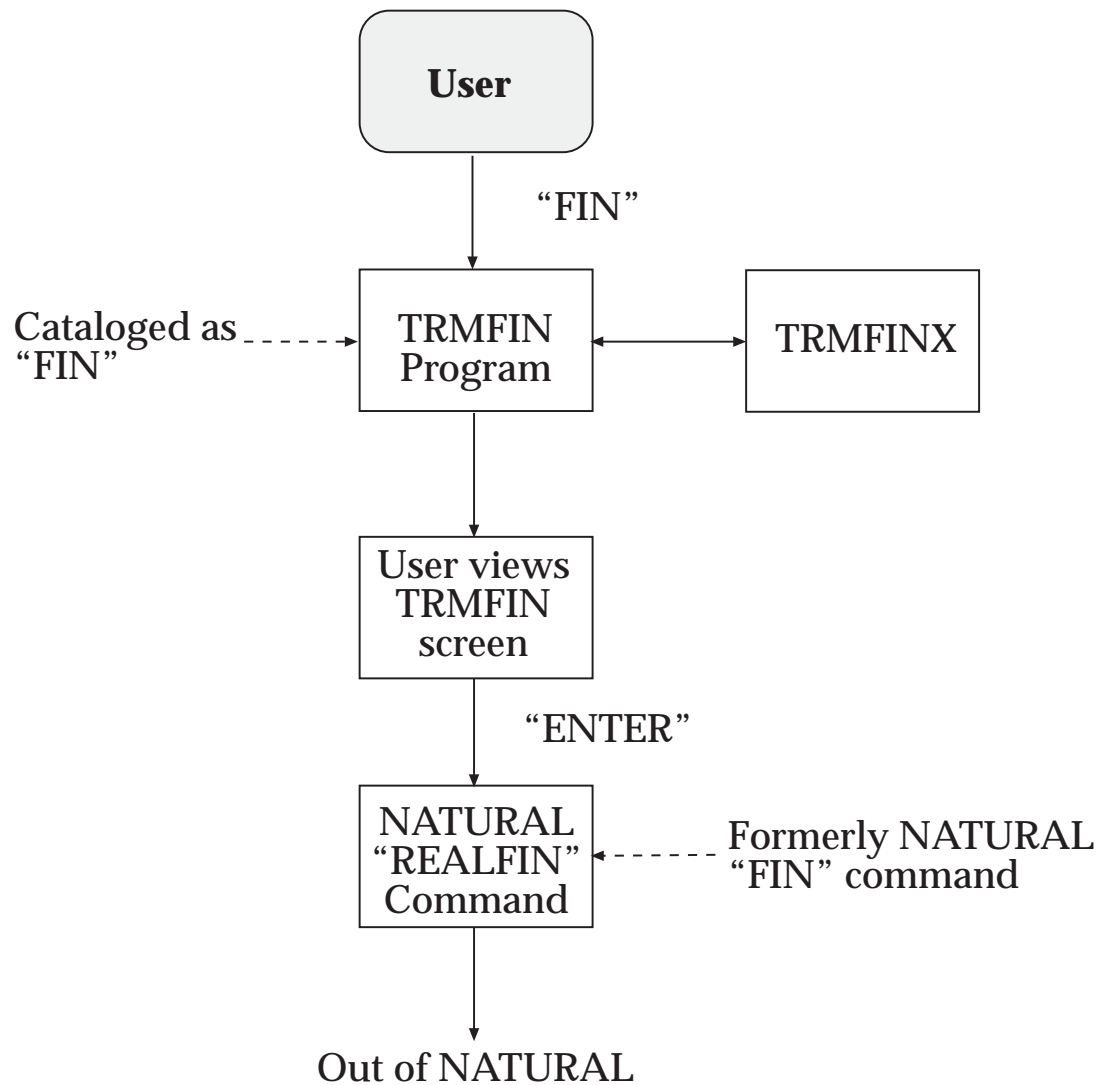 User
“FIN”
Cataloged as
“FIN”
TRMFIN
Program
TRMFINX
User views
TRMFIN
screen
“ENTER”
NATURAL
“REALFIN”
Command
Formerly NATURAL
“FIN” command
Out of NATURAL